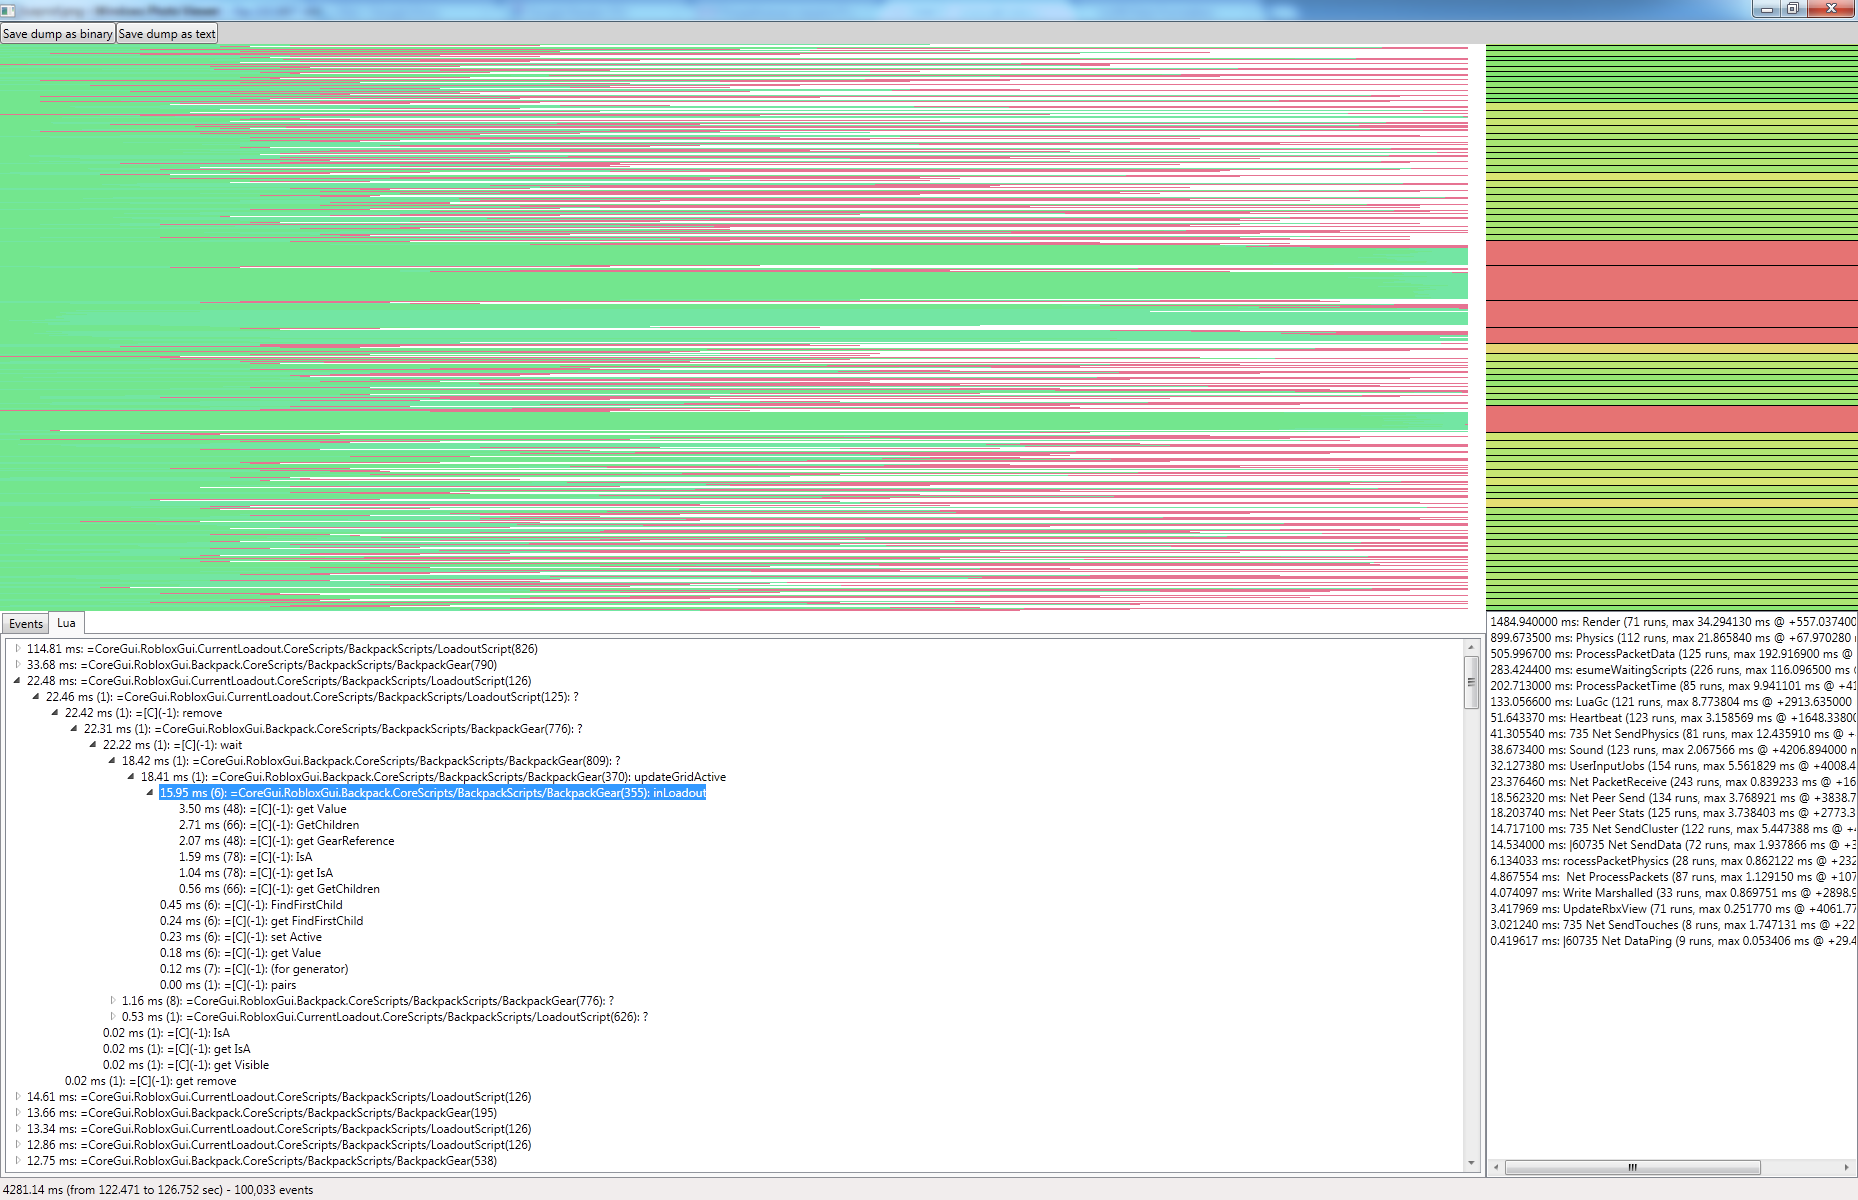 Save dump as binary Save dump as text
Events Lua
114.81 ms: =CoreGui.RobloxGui.CurrentLoadout.CoreScripts/BackpackScripts/LoadoutScript(826)
33.68 ms: =CoreGui.RobloxGui.Backpack.CoreScripts/BackpackScripts/BackpackGear(790)
22.48 ms: =CoreGui.RobloxGui.CurrentLoadout.CoreScripts/BackpackScripts/LoadoutScript(126)
22.46 ms (1): =CoreGui.RobloxGui.CurrentLoadout.CoreScripts/BackpackScripts/LoadoutScript(125): ?
22.42 ms (1): =[C](-1): remove
22.31 ms (1): =CoreGui.RobloxGui.Backpack.CoreScripts/BackpackScripts/BackpackGear(776): ?
22.22 ms (1): =[C](-1): wait
18.42 ms (1): =CoreGui.RobloxGui.Backpack.CoreScripts/BackpackScripts/BackpackGear(809): ?
18.41 ms (1): =CoreGui.RobloxGui.Backpack.CoreScripts/BackpackScripts/BackpackGear(370): updateGridActive
15.95 ms (6): =CoreGui.RobloxGui.Backpack.CoreScripts/BackpackScripts/BackpackGear(355): inLoadout
3.50 ms (48): =[C](-1): get Value
2.71 ms (66): =[C](-1): GetChildren
2.07 ms (48): =[C](-1): get GearReference
1.59 ms (78): =[C](-1): IsA
1.04 ms (78): =[C](-1): get IsA
0.56 ms (66): =[C](-1): get GetChildren
0.45 ms (6): =[C](-1): FindFirstChild
0.24 ms (6): =[C](-1): get FindFirstChild
0.23 ms (6): =[C](-1): set Active
0.18 ms (6): =[C](-1): get Value
0.12 ms (7): =[C](-1): (for generator)
0.00 ms (1): =[C](-1): pairs
1.16 ms (8): =CoreGui.RobloxGui.Backpack.CoreScripts/BackpackScripts/BackpackGear(776): ?
0.53 ms (1): =CoreGui.RobloxGui.CurrentLoadout.CoreScripts/BackpackScripts/LoadoutScript(626): ?
0.02 ms (1): =[C](-1): IsA
0.02 ms (1): =[C](-1): get IsA
0.02 ms (1): =[C](-1): get Visible
0.02 ms (1): =[C](-1): get remove
14.61 ms: =CoreGui.RobloxGui.CurrentLoadout.CoreScripts/BackpackScripts/LoadoutScript(126)
13.66 ms: =CoreGui.RobloxGui.Backpack.CoreScripts/BackpackScripts/BackpackGear(195)
13.34 ms: =CoreGui.RobloxGui.CurrentLoadout.CoreScripts/BackpackScripts/LoadoutScript(126)
12.86 ms: =CoreGui.RobloxGui.CurrentLoadout.CoreScripts/BackpackScripts/LoadoutScript(126)
12.75 ms: =CoreGui.RobloxGui.Backpack.CoreScripts/BackpackScripts/BackpackGear(538)
1484.940000 ms: Render (71 runs, max 34.294130 ms @ +557.037400
899.673500 ms: Physics (112 runs, max 21.865840 ms @ +67.970280
505.996700 ms: ProcessPacketData (125 runs, max 192.916900 ms @
283.424400 ms: esumeWaitingScripts (226 runs, max 116.096500 ms
202.713000 ms: ProcessPacketTime (85 runs, max 9.941101 ms @ +41
133.056600 ms: LuaGc (121 runs, max 8.773804 ms @ +2913.635000
51.643370 ms: Heartbeat (123 runs, max 3.158569 ms @ +1648.33800
41.305540 ms: 735 Net SendPhysics (81 runs, max 12.435910 ms @ +
38.673400 ms: Sound (123 runs, max 2.067566 ms @ +4206.894000
32.127380 ms: UserInputJobs (154 runs, max 5.561829 ms @ +4008.4
23.376460 ms: Net PacketReceive (243 runs, max 0.839233 ms @ +16
18.562320 ms: Net Peer Send (134 runs, max 3.768921 ms @ +3838.7
18.203740 ms: Net Peer Stats (125 runs, max 3.738403 ms @ +2773.3
14.717100 ms: 735 Net SendCluster (122 runs, max 5.447388 ms @ +4
14.534000 ms: |60735 Net SendData (72 runs, max 1.937866 ms @ +3
6.134033 ms: rocessPacketPhysics (28 runs, max 0.862122 ms @ +232
4.867554 ms: Net ProcessPackets (87 runs, max 1.129150 ms @ +107
4.074097 ms: Write Marshalled (33 runs, max 0.869751 ms @ +2898.9
3.417969 ms: UpdateRbxView (71 runs, max 0.251770 ms @ +4061.77
3.021240 ms: 735 Net SendTouches (8 runs, max 1.747131 ms @ +22
0.419617 ms: |60735 Net DataPing (9 runs, max 0.053406 ms @ +29.4
4281.14 ms (from 122.471 to 126.752 sec) - 100,033 events